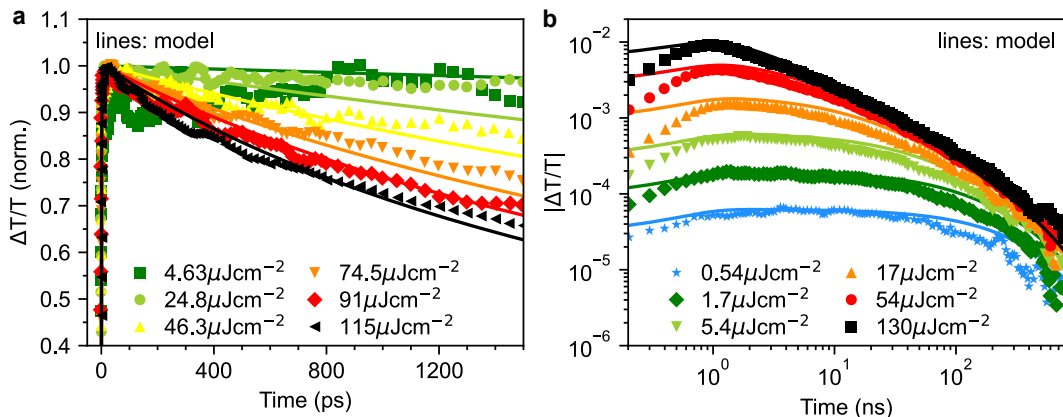 a
lines: model
ΔT/T (norm.)
1.0
0.9
0.8
0.7
0.6
0.5
0.4
4.63μJcm⁻²
24.8μJcm⁻²
46.3μJcm⁻²
74.5μJcm⁻²
91μJcm⁻²
115μJcm⁻²
0 400 800 1200
Time (ps)
b
lines: model
|ΔT/T|
10⁻²
10⁻³
10⁻⁴
10⁻⁵
10⁻⁶
0.54μJcm⁻²
1.7μJcm⁻²
5.4μJcm⁻²
17μJcm⁻²
54μJcm⁻²
130μJcm⁻²
10⁰ 10¹ 10²
Time (ns)